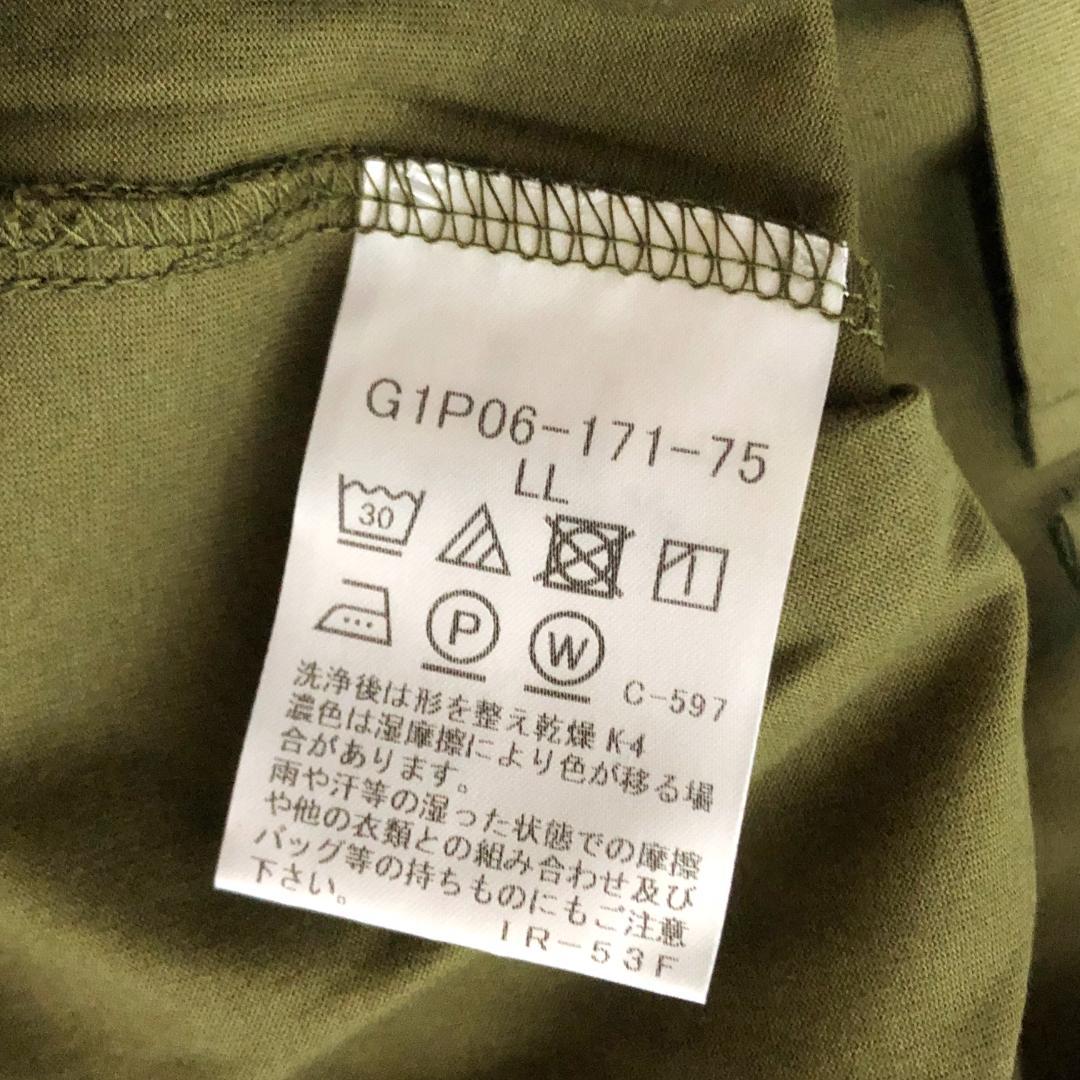 G1P06-171-75
LL
30
P W C-597
洗浄後は形を整え乾燥 K-4
濃色は湿摩擦により色が移る場
合があります。
雨や汗等の湿った状態での摩擦
や他の衣類との組み合わせ及び
バッグ等の持ちものにもご注意
下さい。
IR-53F